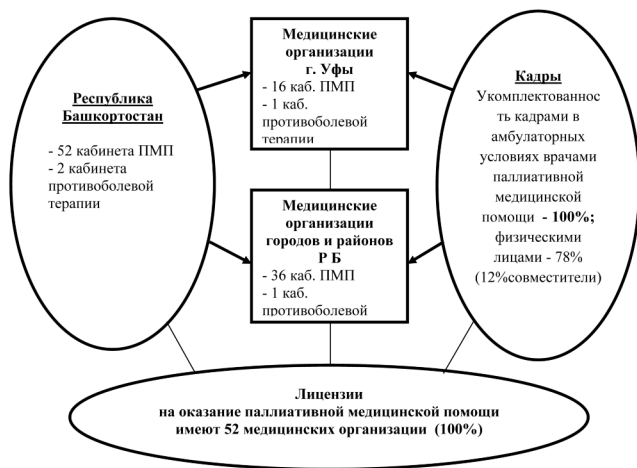 Республика
Башкортостан
- 52 кабинета ПМП
- 2 кабинета
противоболевой
терапии
Медицинские
организации
г. Уфы
- 16 каб. ПМП
- 1 каб.
противоболевой
терапии
Медицинские
организации
городов и районов
Р Б
- 36 каб. ПМП
- 1 каб.
противоболевой
Кадры
Укомплектованнос
ть кадрами в
амбулаторных
условиях врачами
паллиативной
медицинской
помощи - 100%;
физическими
лицами - 78%
(12%совместители)
Лицензии
на оказание паллиативной медицинской помощи
имеют 52 медицинских организации (100%)